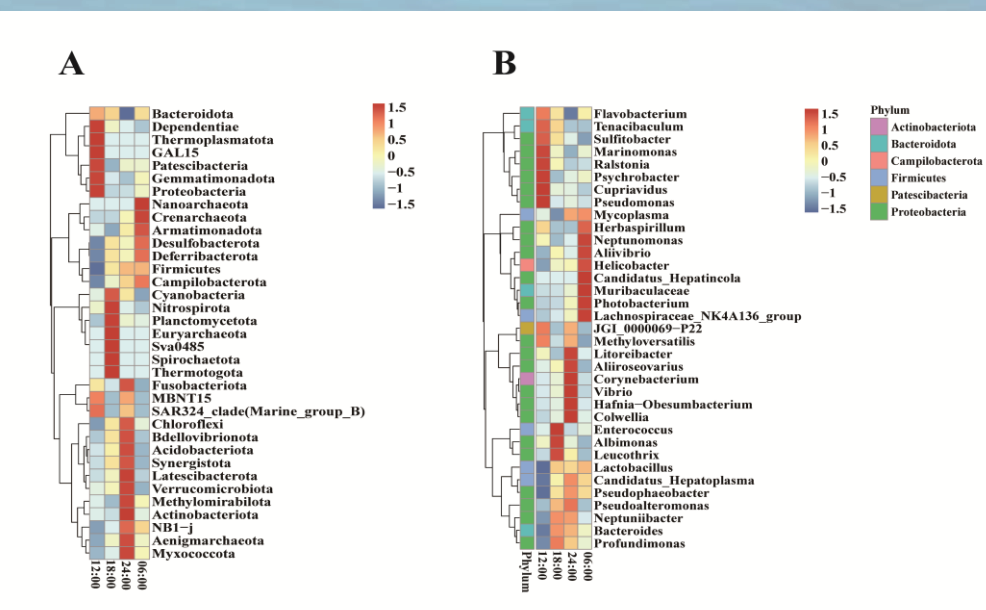 A
Bacteroidota
Dependentiae
Thermoplasmatota
GAL15
Patescibacteria
Gemmatimonadota
Proteobacteria
Nanoarchaeota
Crenarchaeota
Armatimonadota
Desulfobacterota
Deferribacterota
Firmicutes
Campilobacterota
Cyanobacteria
Nitrospirota
Planctomycetota
Euryarchaeota
Sva0485
Spirochaetota
Thermotogota
Fusobacteriota
MBNT15
SAR324_clade(Marine_group_B)
Chloroflexi
Bdellovibrionota
Acidobacteriota
Synergistota
Latescibacterota
Verrucomicrobiota
Methylomirabilota
Actinobacteriota
NB1−j
Aenigmarchaeota
Myxococcota
12:00
18:00
24:00
06:00
1.5
1
0.5
0
−0.5
−1
−1.5
B
Flavobacterium
Tenacibaculum
Sulfitobacter
Marinomonas
Ralstonia
Psychrobacter
Cupriavidus
Pseudomonas
Mycoplasma
Herbaspirillum
Neptunomonas
Aliivibrio
Helicobacter
Candidatus_Hepatincola
Muribaculaceae
Photobacterium
Lachnospiraceae_NK4A136_group
JGI_0000069−P22
Methyloversatilis
Litoreibacter
Aliiroseovarius
Corynebacterium
Vibrio
Hafnia−Obesumbacterium
Colwellia
Enterococcus
Albimonas
Leucothrix
Lactobacillus
Candidatus_Hepatoplasma
Pseudophaeobacter
Pseudoalteromonas
Neptuniibacter
Bacteroides
Profundimonas
Phylum
12:00
18:00
24:00
06:00
1.5
1
0.5
0
−0.5
−1
−1.5
Phylum
Actinobacteriota
Bacteroidota
Campilobacterota
Firmicutes
Patescibacteria
Proteobacteria